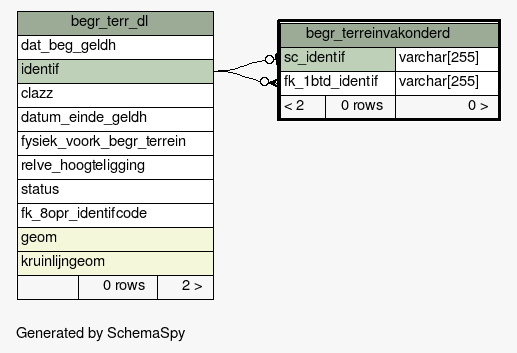 begr_terr_dl
dat_beg_geldh
identif
clazz
datum_einde_geldh
fysiek_voork_begr_terrein
relve_hoogteligging
status
fk_8opr_identifcode
geom
kruinlijngeom
0 rows 2 >
begr_terreinvakonderd
sc_identif varchar[255]
fk_1btd_identif varchar[255]
< 2 0 rows 0 >
Generated by SchemaSpy